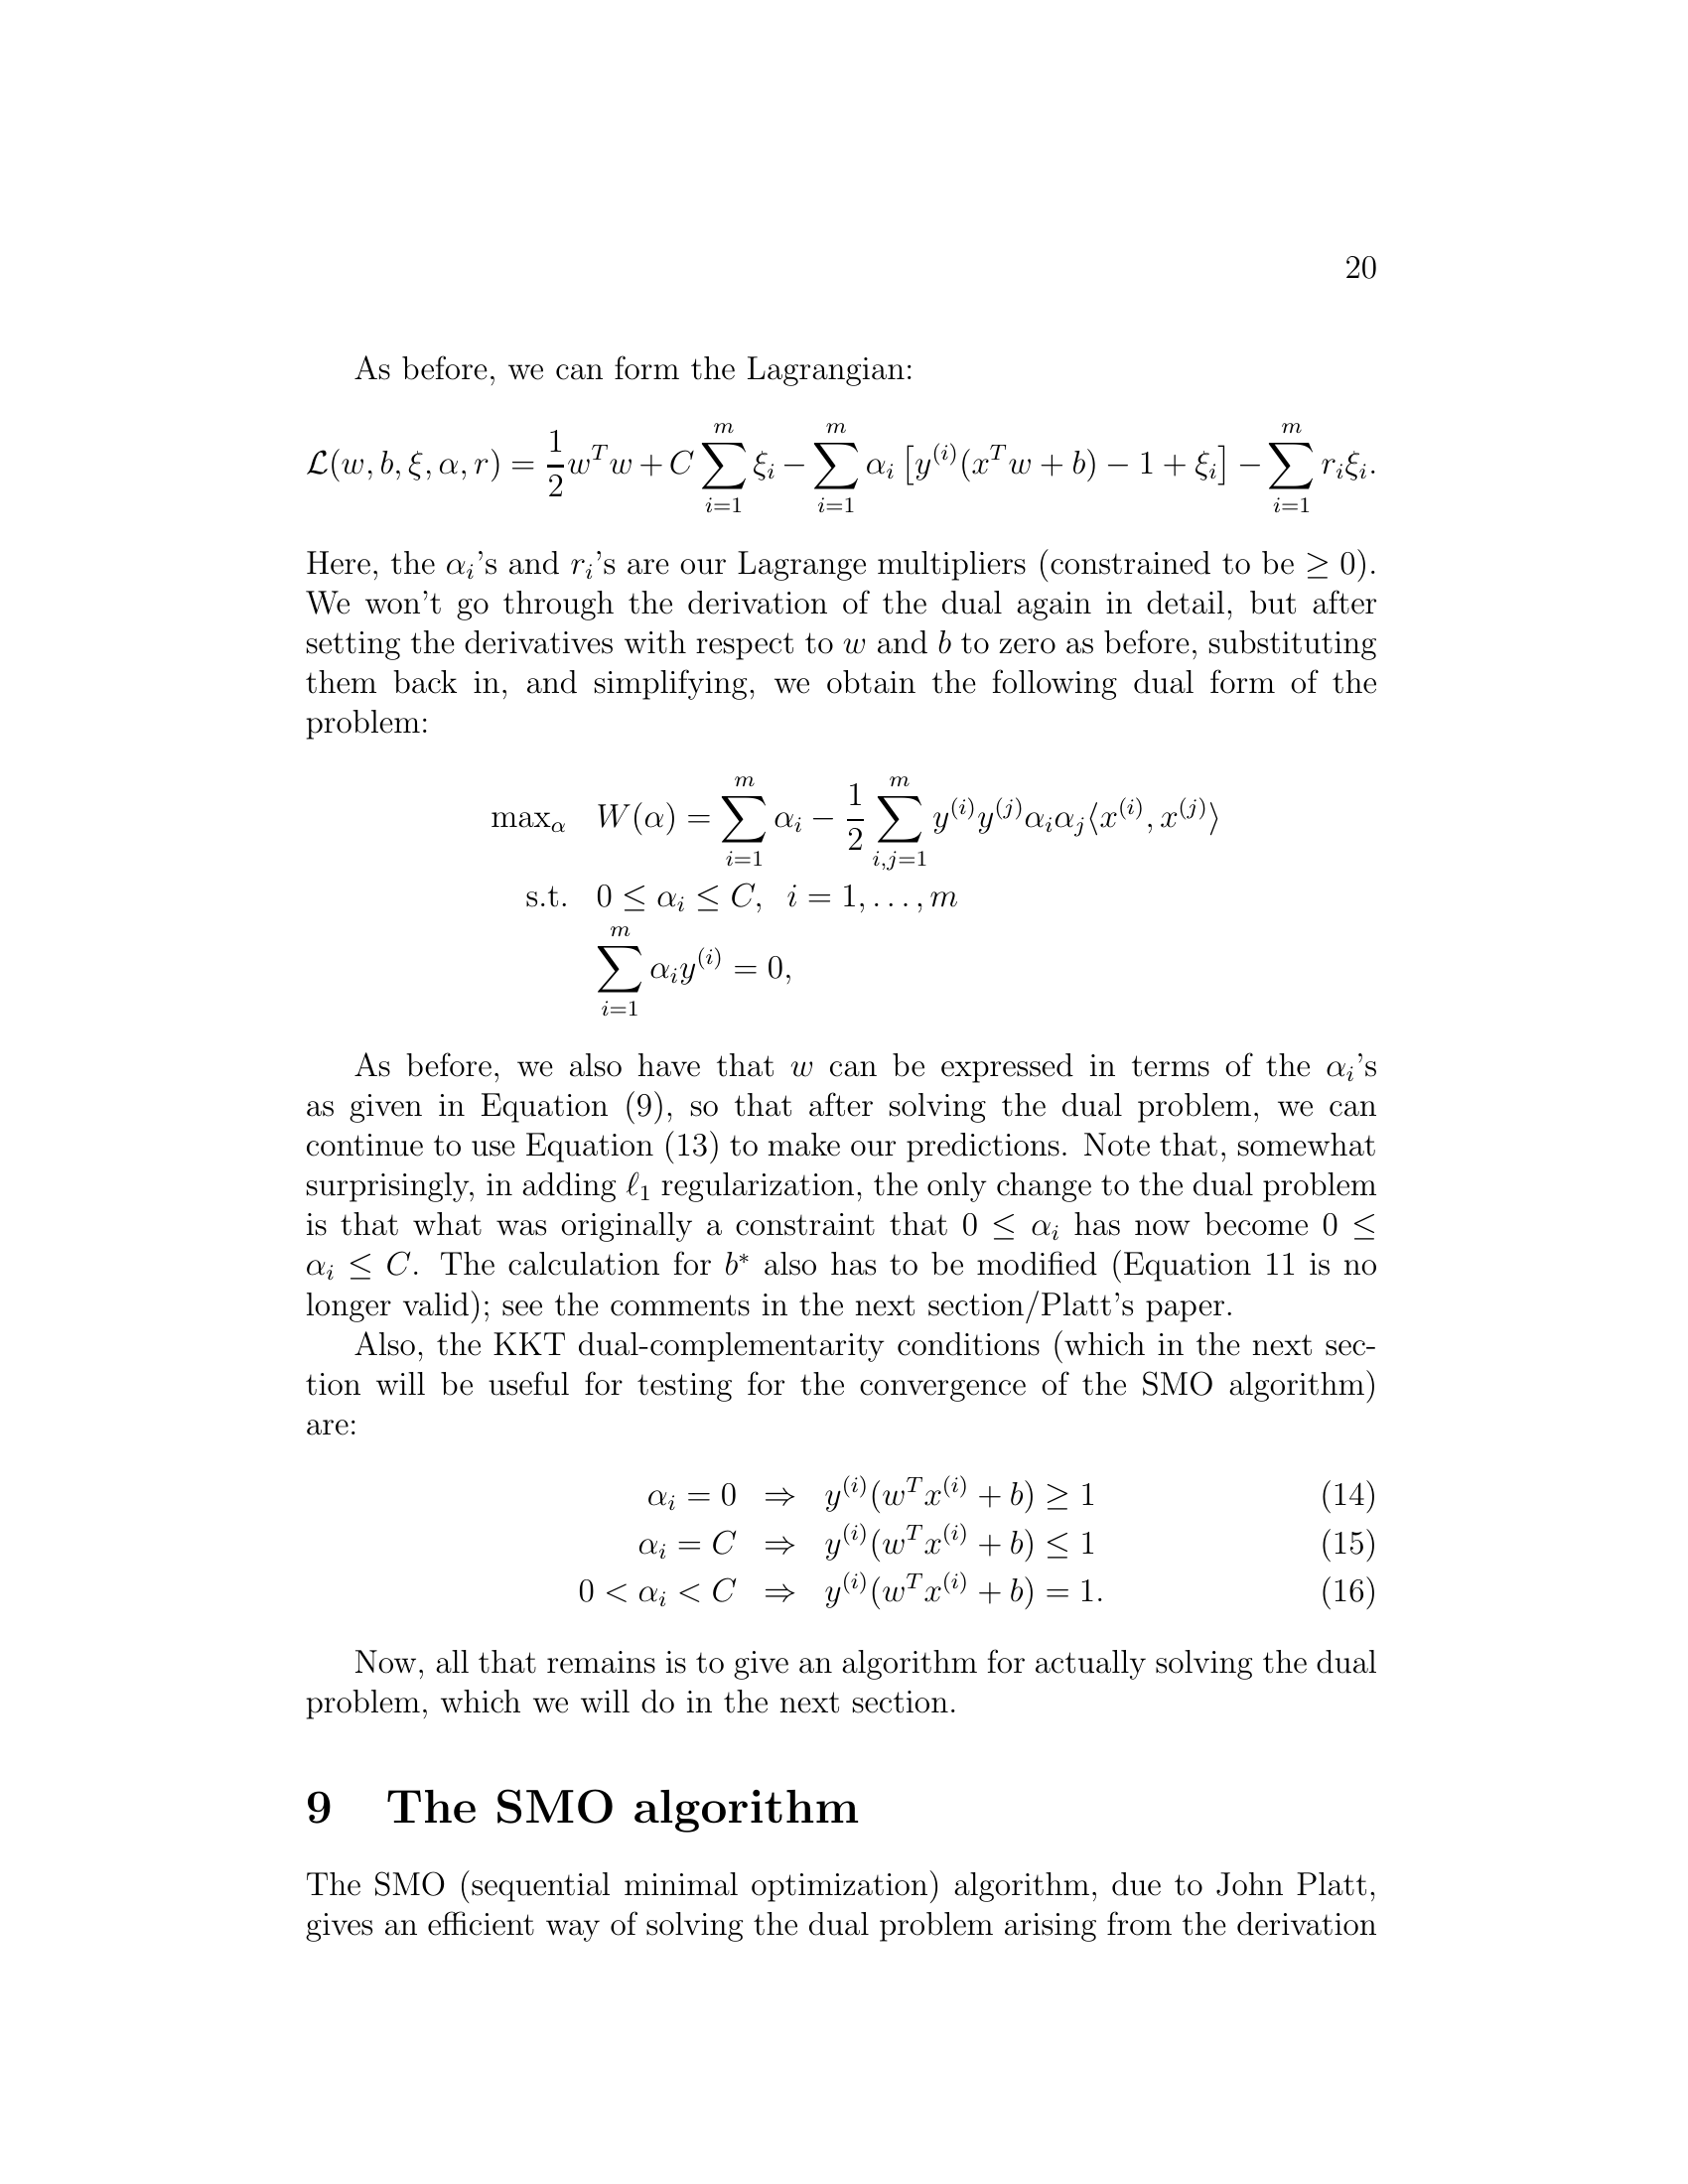 20
As before, we can form the Lagrangian:
$\mathcal{L}(w, b, \xi, \alpha, r) = \frac{1}{2} w^T w + C \sum_{i=1}^{m} \xi_i - \sum_{i=1}^{m} \alpha_i \left[ y^{(i)}(x^T w + b) - 1 + \xi_i \right] - \sum_{i=1}^{m} r_i \xi_i.$
Here, the $\alpha_i$'s and $r_i$'s are our Lagrange multipliers (constrained to be $\geq 0$).
We won't go through the derivation of the dual again in detail, but after
setting the derivatives with respect to $w$ and $b$ to zero as before, substituting
them back in, and simplifying, we obtain the following dual form of the
problem:
$\max_\alpha \quad W(\alpha) = \sum_{i=1}^{m} \alpha_i - \frac{1}{2} \sum_{i,j=1}^{m} y^{(i)} y^{(j)} \alpha_i \alpha_j \langle x^{(i)}, x^{(j)} \rangle$
s.t. $0 \leq \alpha_i \leq C, \quad i = 1, \ldots, m$
$\sum_{i=1}^{m} \alpha_i y^{(i)} = 0,$
As before, we also have that $w$ can be expressed in terms of the $\alpha_i$'s
as given in Equation (9), so that after solving the dual problem, we can
continue to use Equation (13) to make our predictions. Note that, somewhat
surprisingly, in adding $\ell_1$ regularization, the only change to the dual problem
is that what was originally a constraint that $0 \leq \alpha_i$ has now become $0 \leq$
$\alpha_i \leq C$. The calculation for $b^*$ also has to be modified (Equation 11 is no
longer valid); see the comments in the next section/Platt's paper.
Also, the KKT dual-complementarity conditions (which in the next sec-
tion will be useful for testing for the convergence of the SMO algorithm)
are:
$\alpha_i = 0 \Rightarrow y^{(i)}(w^T x^{(i)} + b) \geq 1$ (14)
$\alpha_i = C \Rightarrow y^{(i)}(w^T x^{(i)} + b) \leq 1$ (15)
$0 < \alpha_i < C \Rightarrow y^{(i)}(w^T x^{(i)} + b) = 1.$ (16)
Now, all that remains is to give an algorithm for actually solving the dual
problem, which we will do in the next section.
9 The SMO algorithm
The SMO (sequential minimal optimization) algorithm, due to John Platt,
gives an efficient way of solving the dual problem arising from the derivation